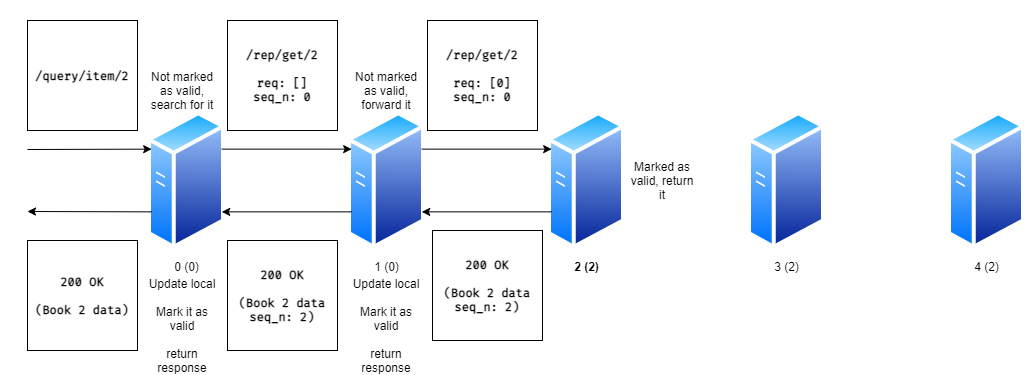 /query/item/2
Not marked
as valid,
search for it
/rep/get/2
req: []
seq_n: 0
Not marked
as valid,
forward it
/rep/get/2
req: [0]
seq_n: 0
Marked as
valid, return
it
200 OK
(Book 2 data)
0 (0)
Update local
Mark it as
valid
return
response
200 OK
(Book 2 data
seq_n: 2)
1 (0)
Update local
Mark it as
valid
return
response
200 OK
(Book 2 data
seq_n: 2)
2 (2)
3 (2)
4 (2)